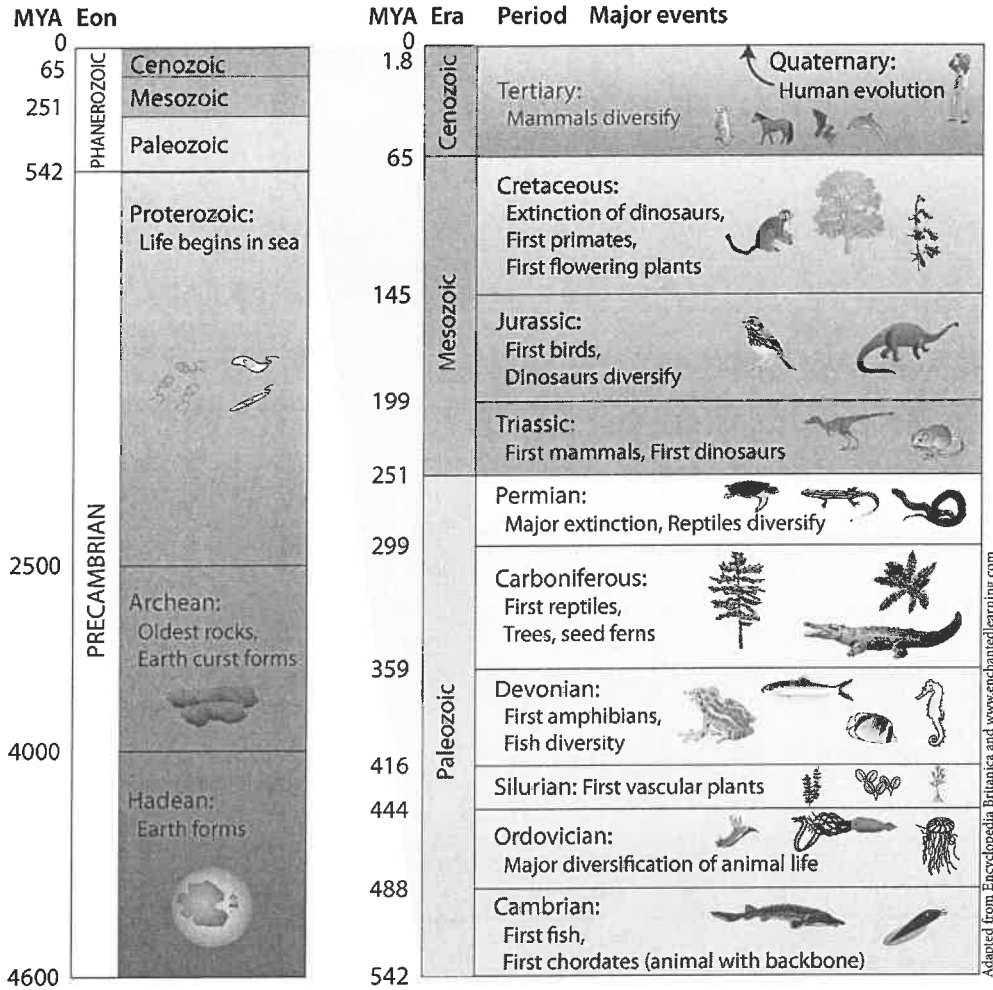 MYA Eon
0
65
251
542
2500
4000
4600
PHANEROZOIC
PRECAMBRIAN
Cenozoic
Mesozoic
Paleozoic
Proterozoic:
Life begins in sea
Archean:
Oldest rocks,
Earth curst forms
Hadean:
Earth forms
MYA Era Period Major events
0
1.8
65
145
199
251
299
359
416
444
488
542
Cenozoic
Mesozoic
Paleozoic
Quaternary:
Human evolution
Tertiary:
Mammals diversify
Cretaceous:
Extinction of dinosaurs,
First primates,
First flowering plants
Jurassic:
First birds,
Dinosaurs diversify
Triassic:
First mammals, First dinosaurs
Permian:
Major extinction, Reptiles diversify
Carboniferous:
First reptiles,
Trees, seed ferns
Devonian:
First amphibians,
Fish diversity
Silurian: First vascular plants
Ordovician:
Major diversification of animal life
Cambrian:
First fish,
First chordates (animal with backbone)
Adapted from Encyclopedia Britanica and www.enchantedlearning.com